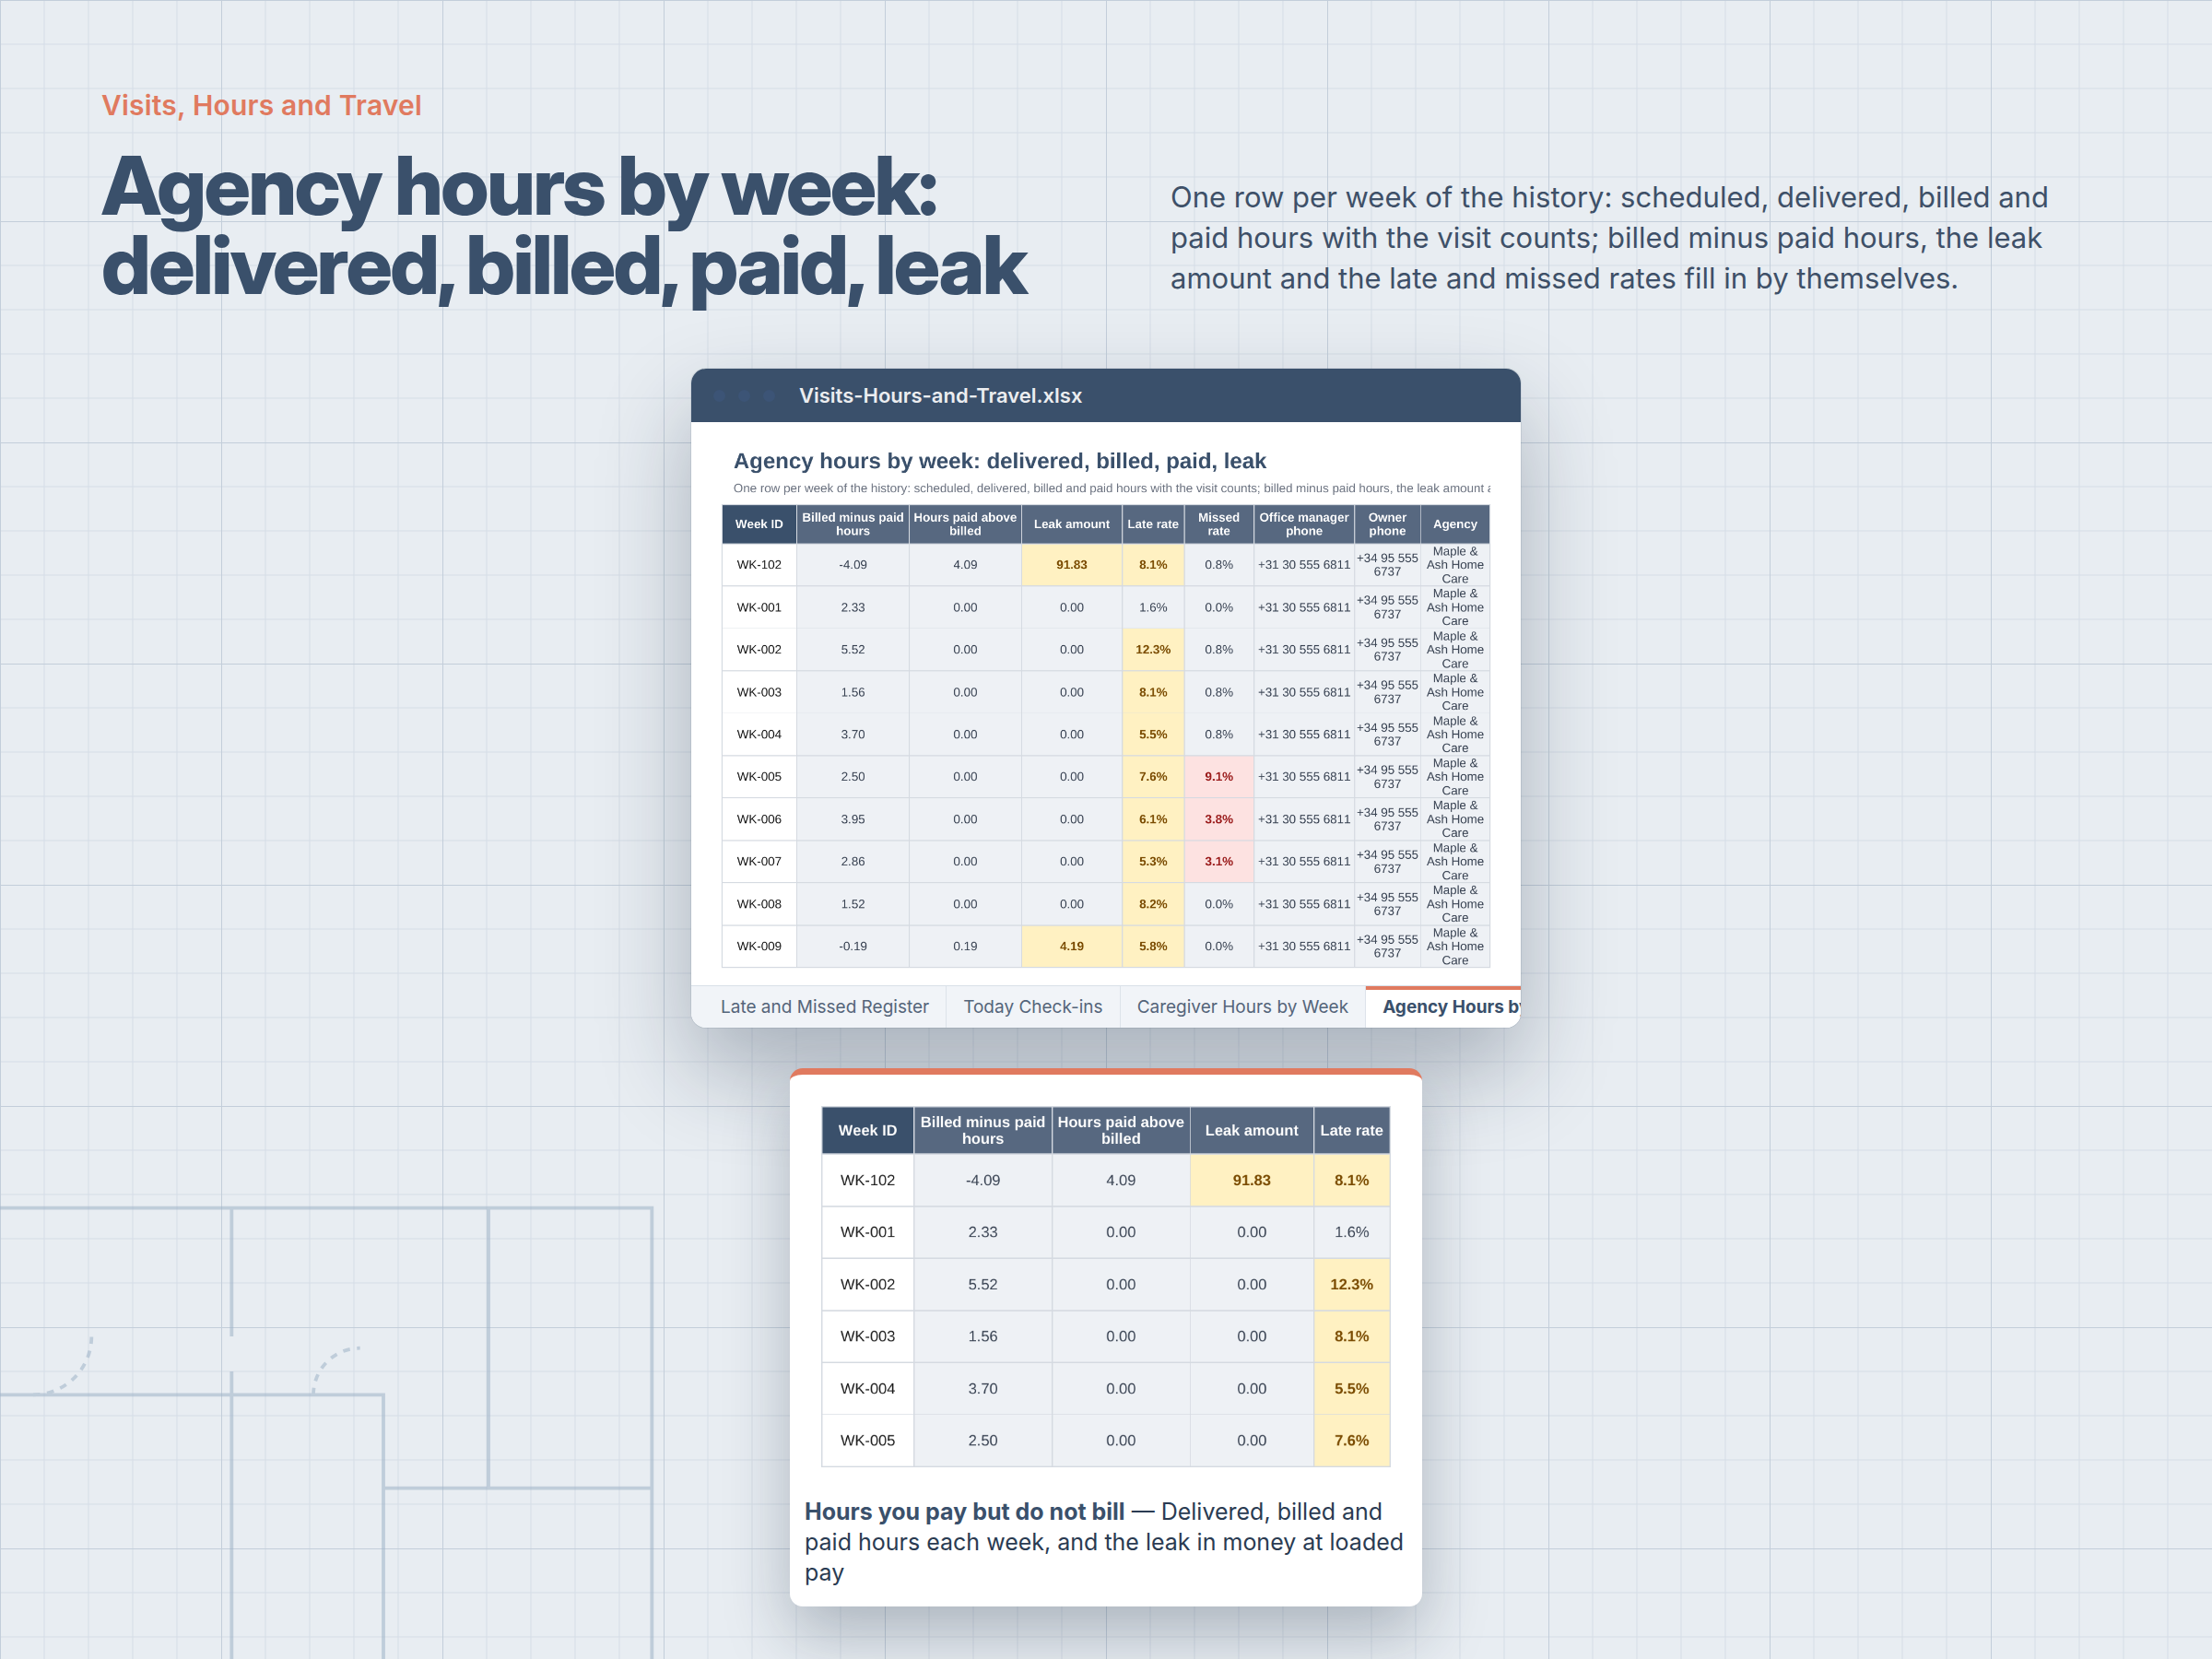 Visits, Hours and Travel
Agency hours by week:
delivered, billed, paid, leak
One row per week of the history: scheduled, delivered, billed and
paid hours with the visit counts; billed minus paid hours, the leak
amount and the late and missed rates fill in by themselves.
Visits-Hours-and-Travel.xlsx
Agency hours by week: delivered, billed, paid, leak
One row per week of the history: scheduled, delivered, billed and paid hours with the visit counts; billed minus paid hours, the leak amount
Week ID Billed minus paid hours Hours paid above billed Leak amount Late rate Missed rate Office manager phone Owner phone Agency
WK-102 -4.09 4.09 91.83 8.1% 0.8% +31 30 555 6811 +34 95 555 6737 Maple & Ash Home Care
WK-001 2.33 0.00 0.00 1.6% 0.0% +31 30 555 6811 +34 95 555 6737 Maple & Ash Home Care
WK-002 5.52 0.00 0.00 12.3% 0.8% +31 30 555 6811 +34 95 555 6737 Maple & Ash Home Care
WK-003 1.56 0.00 0.00 8.1% 0.8% +31 30 555 6811 +34 95 555 6737 Maple & Ash Home Care
WK-004 3.70 0.00 0.00 5.5% 0.8% +31 30 555 6811 +34 95 555 6737 Maple & Ash Home Care
WK-005 2.50 0.00 0.00 7.6% 9.1% +31 30 555 6811 +34 95 555 6737 Maple & Ash Home Care
WK-006 3.95 0.00 0.00 6.1% 3.8% +31 30 555 6811 +34 95 555 6737 Maple & Ash Home Care
WK-007 2.86 0.00 0.00 5.3% 3.1% +31 30 555 6811 +34 95 555 6737 Maple & Ash Home Care
WK-008 1.52 0.00 0.00 8.2% 0.0% +31 30 555 6811 +34 95 555 6737 Maple & Ash Home Care
WK-009 -0.19 0.19 4.19 5.8% 0.0% +31 30 555 6811 +34 95 555 6737 Maple & Ash Home Care
Late and Missed Register Today Check-ins Caregiver Hours by Week Agency Hours by
Week ID Billed minus paid hours Hours paid above billed Leak amount Late rate
WK-102 -4.09 4.09 91.83 8.1%
WK-001 2.33 0.00 0.00 1.6%
WK-002 5.52 0.00 0.00 12.3%
WK-003 1.56 0.00 0.00 8.1%
WK-004 3.70 0.00 0.00 5.5%
WK-005 2.50 0.00 0.00 7.6%
Hours you pay but do not bill — Delivered, billed and
paid hours each week, and the leak in money at loaded
pay